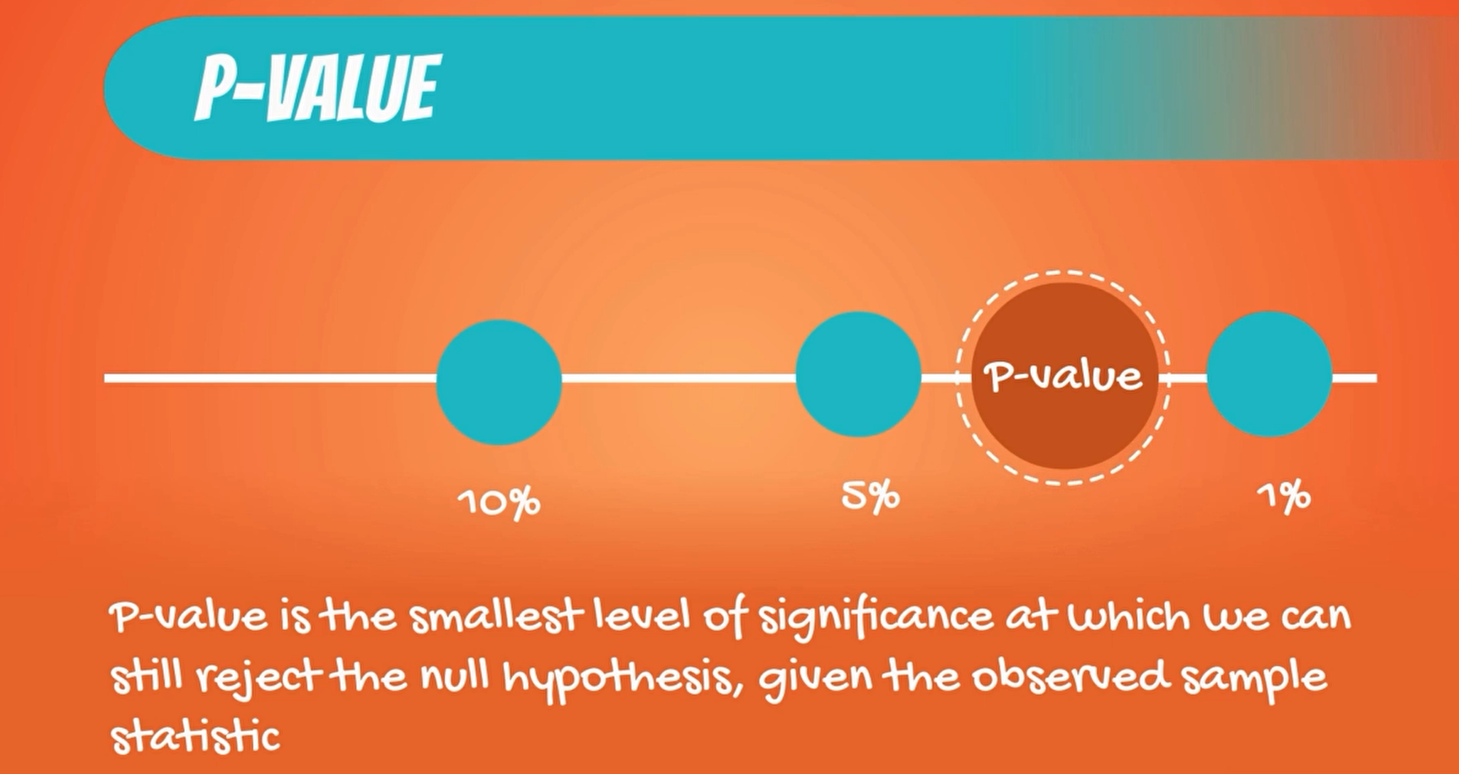 P-VALUE
P-value
10%
5%
1%
P-value is the smallest level of significance at which we can
still reject the null hypothesis, given the observed sample
statistic